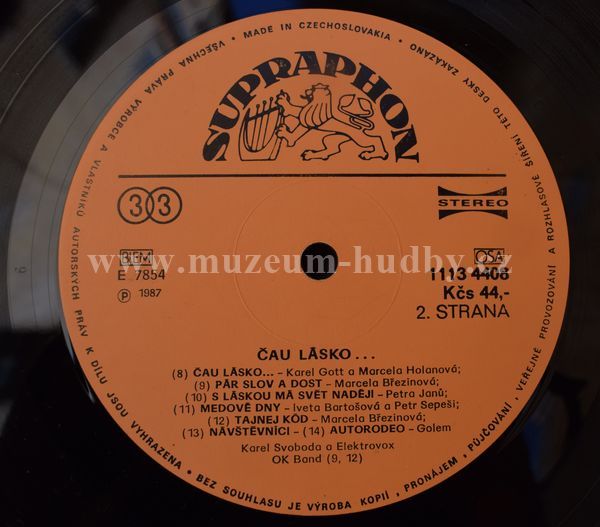 VŠECHNA PRÁVA VÝROBCE A VLASTNÍKŮ AUTORSKÝCH PRÁV K DÍLU JSOU VYHRAZENA • BEZ SOUHLASU JE VÝROBA KOPIÍ, PRONÁJEM, PŮJČOVÁNÍ, VEŘEJNÉ PROVOZOVÁNÍ A ROZHLASOVÉ ŠÍŘENÍ TÉTO DESKY ZAKÁZÁNO • MADE IN CZECHOSLOVAKIA •
SUPRAPHON
33
STEREO
BIEM
E 7854
℗ 1987
OSA
1113 4408
Kčs 44,-
2. STRANA
www.muzeum-hudby.cz
ČAU LÁSKO...
(8) ČAU LÁSKO... – Karel Gott a Marcela Holanová;
(9) PÁR SLOV A DOST – Marcela Březinová;
(10) S LÁSKOU MÁ SVĚT NADĚJI – Petra Janů;
(11) MEDOVÉ DNY – Iveta Bartošová a Petr Sepeši;
(12) TAJNEJ KÓD – Marcela Březinová;
(13) NÁVŠTĚVNÍCI – (14) AUTORODEO – Golem
Karel Svoboda a Elektrovox
OK Band (9, 12)